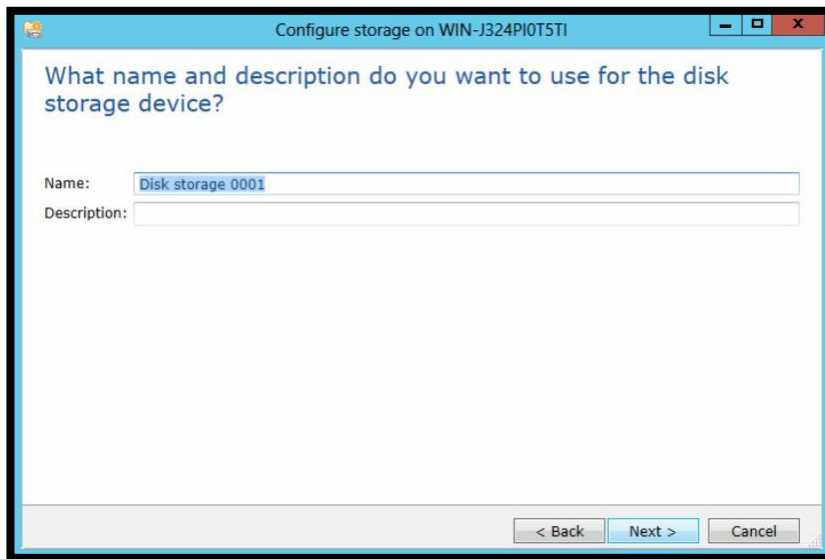 Configure storage on WIN-J324PI0T5TI
What name and description do you want to use for the disk
storage device?
Name: Disk storage 0001
Description:
< Back Next > Cancel